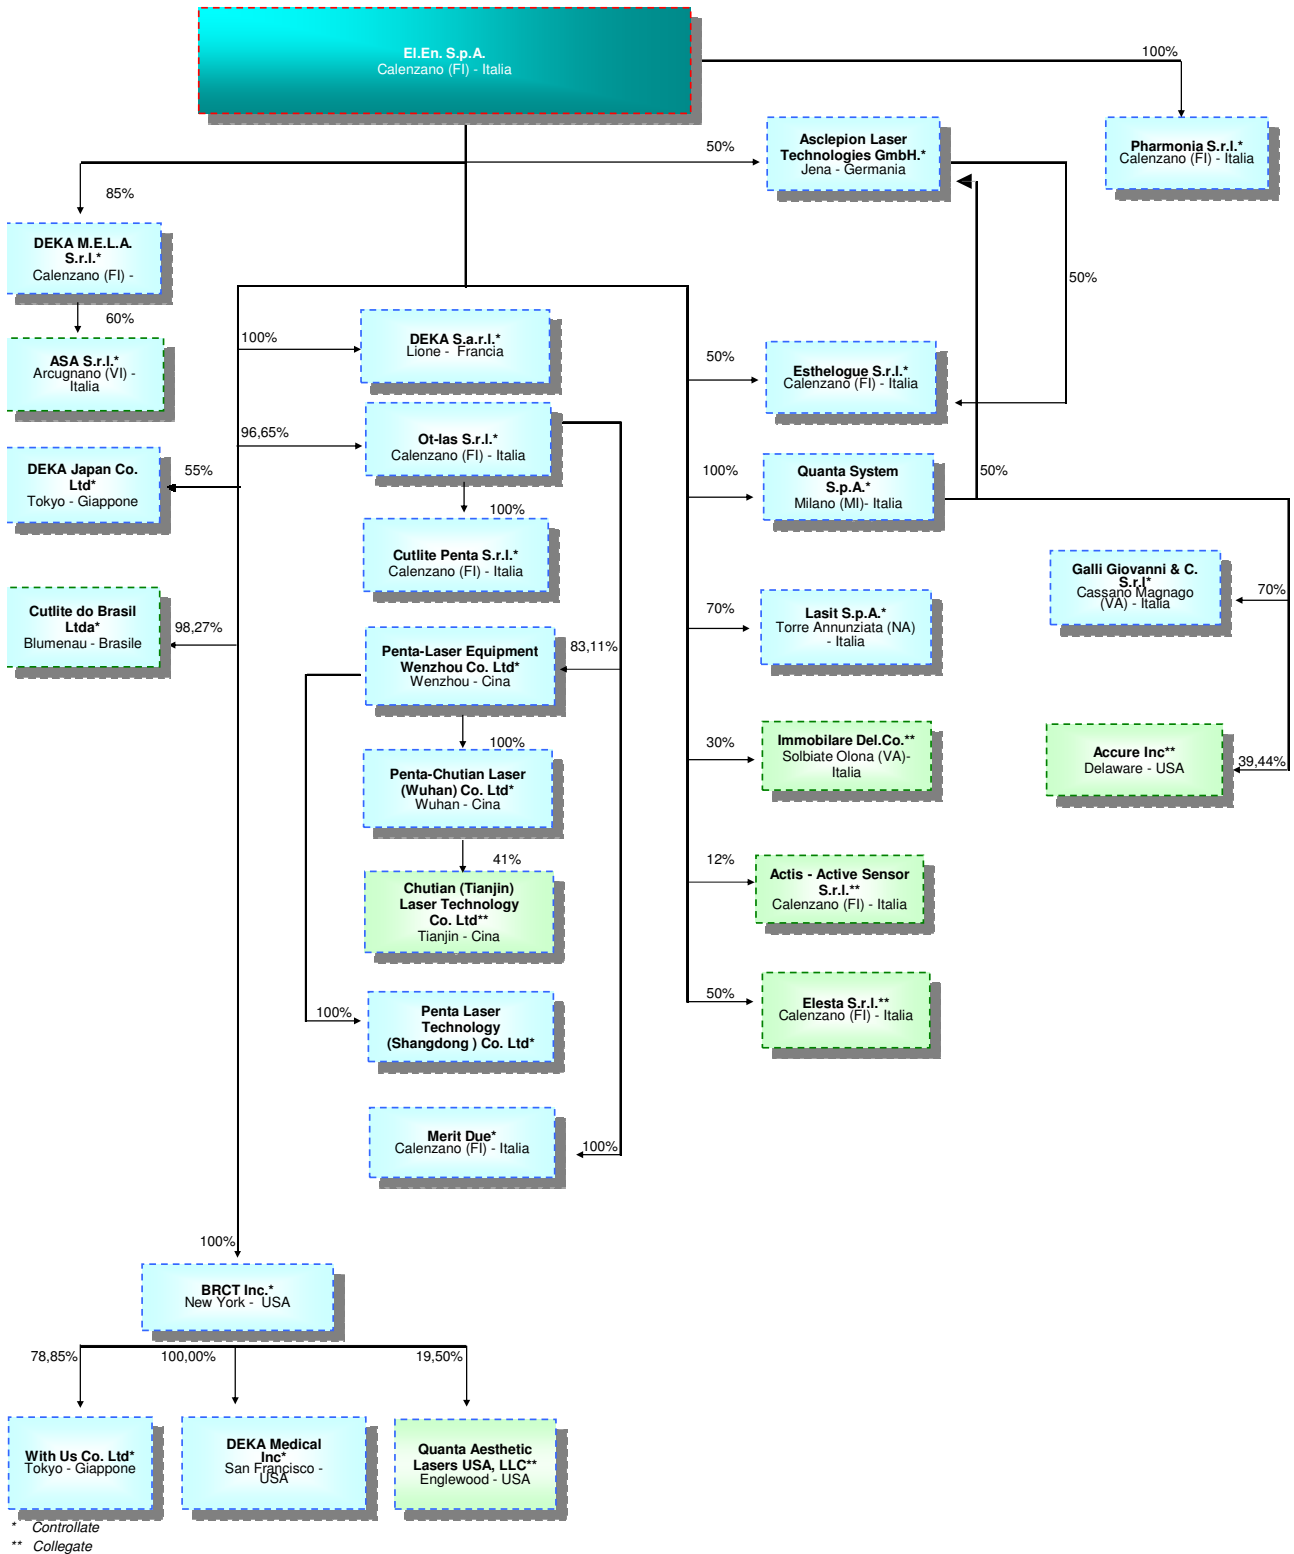 El.En. S.p.A.
Calenzano (FI) - Italia
100%
50%
Asclepion Laser
Technologies GmbH.*
Jena - Germania
Pharmonia S.r.l.*
Calenzano (FI) - Italia
85%
DEKA M.E.L.A.
S.r.l.*
Calenzano (FI) -
50%
60%
ASA S.r.l.*
Arcugnano (VI) -
Italia
100%
DEKA S.a.r.l.*
Lione - Francia
50%
Esthelogue S.r.l.*
Calenzano (FI) - Italia
96,65%
Ot-las S.r.l.*
Calenzano (FI) - Italia
DEKA Japan Co.
Ltd*
Tokyo - Giappone
55%
100%
Quanta System
S.p.A.*
Milano (MI)- Italia
50%
100%
Cutlite Penta S.r.l.*
Calenzano (FI) - Italia
Galli Giovanni & C.
S.r.l*
Cassano Magnago
(VA) - Italia
70%
Cutlite do Brasil
Ltda*
Blumenau - Brasile
98,27%
70%
Lasit S.p.A.*
Torre Annunziata (NA)
- Italia
Penta-Laser Equipment
Wenzhou Co. Ltd*
Wenzhou - Cina
83,11%
100%
30%
Immobilare Del.Co.**
Solbiate Olona (VA)-
Italia
Accure Inc**
Delaware - USA
39,44%
Penta-Chutian Laser
(Wuhan) Co. Ltd*
Wuhan - Cina
41%
12%
Actis - Active Sensor
S.r.l.**
Calenzano (FI) - Italia
Chutian (Tianjin)
Laser Technology
Co. Ltd**
Tianjin - Cina
50%
Elesta S.r.l.**
Calenzano (FI) - Italia
100%
Penta Laser
Technology
(Shangdong ) Co. Ltd*
Merit Due*
Calenzano (FI) - Italia
100%
100%
BRCT Inc.*
New York - USA
78,85%
100,00%
19,50%
With Us Co. Ltd*
Tokyo - Giappone
DEKA Medical
Inc*
San Francisco -
USA
Quanta Aesthetic
Lasers USA, LLC**
Englewood - USA
* Controllate
** Collegate